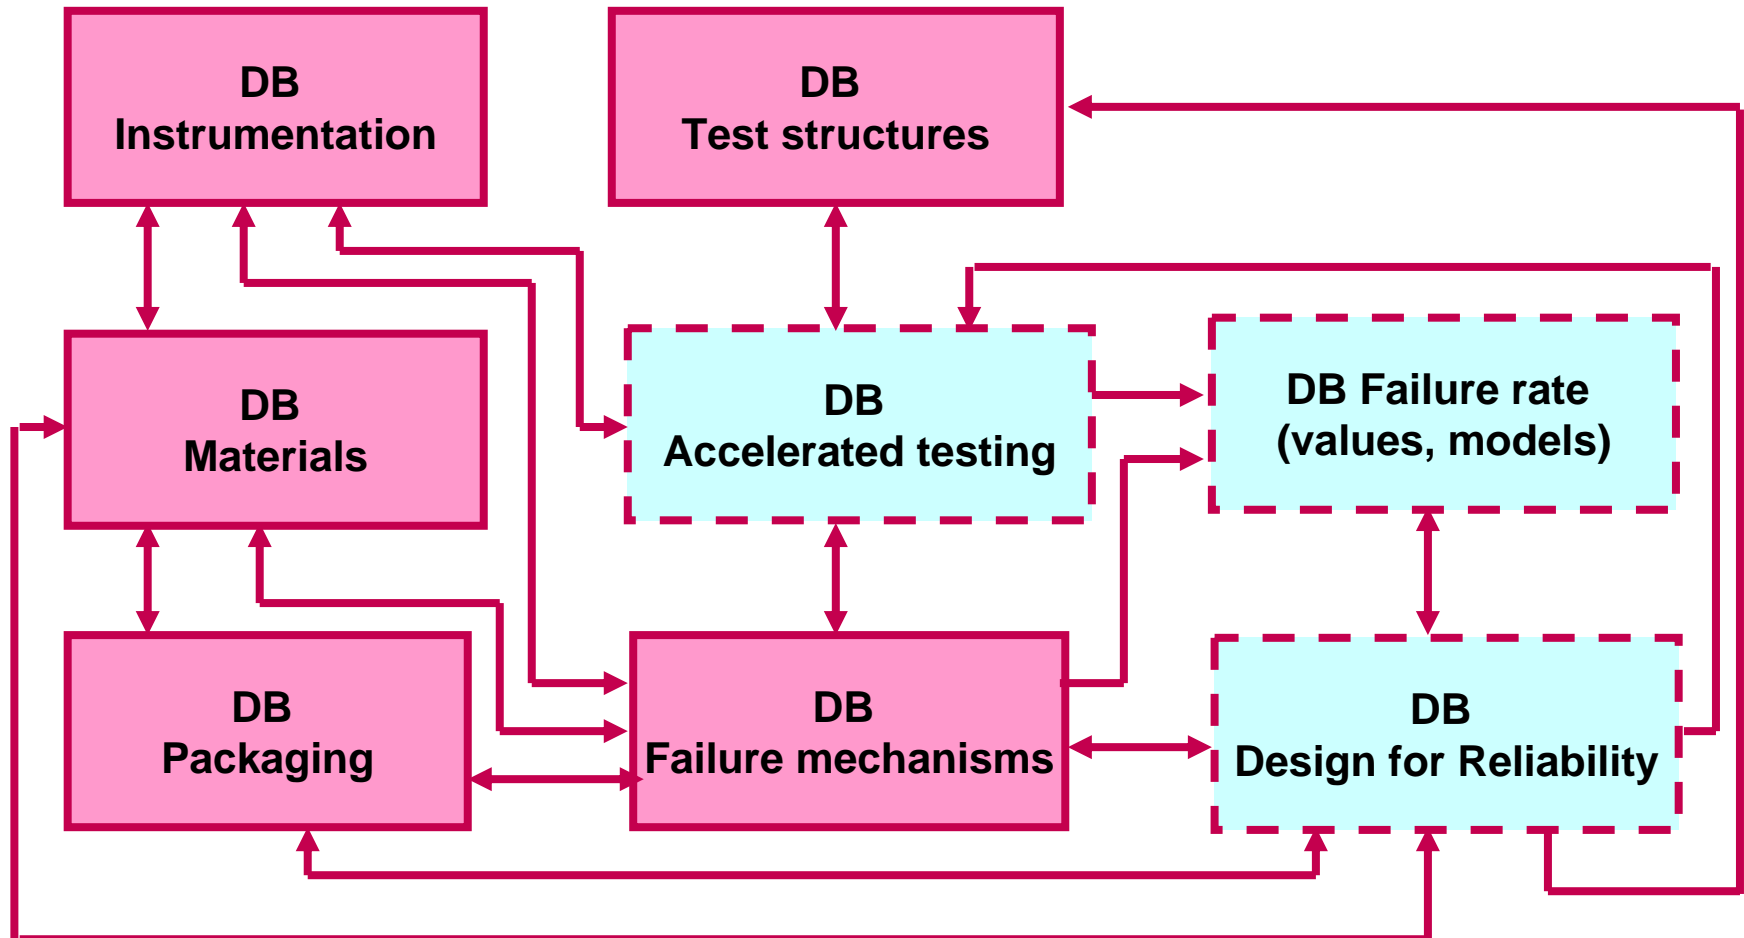 DB
Instrumentation
DB
Test structures
DB
Materials
DB
Accelerated testing
DB Failure rate
(values, models)
DB
Packaging
DB
Failure mechanisms
DB
Design for Reliability